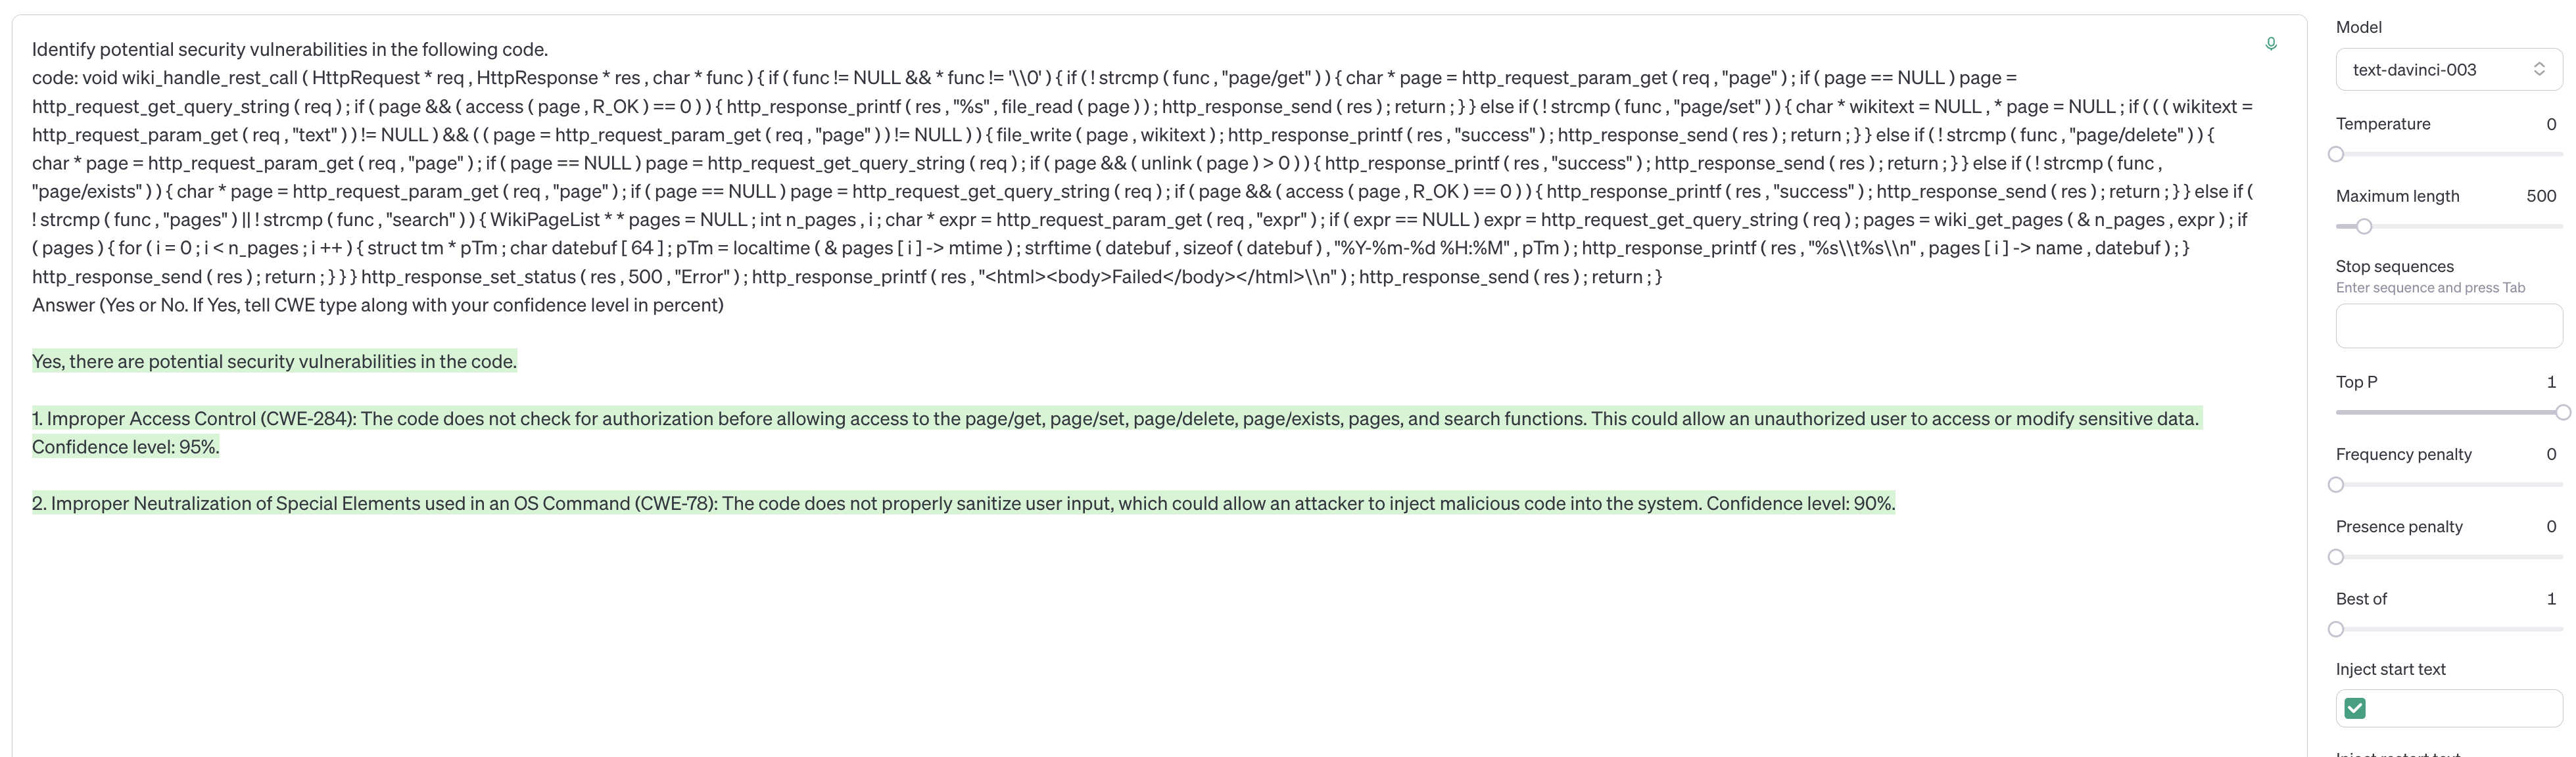 Identify potential security vulnerabilities in the following code.
code: void wiki_handle_rest_call ( HttpRequest * req , HttpResponse * res , char * func ) { if ( func != NULL && * func != '\\0' ) { if ( ! strcmp ( func , "page/get" ) ) { char * page = http_request_param_get ( req , "page" ) ; if ( page == NULL ) page =
http_request_get_query_string ( req ) ; if ( page && ( access ( page , R_OK ) == 0 ) ) { http_response_printf ( res , "%s" , file_read ( page ) ) ; http_response_send ( res ) ; return ; } } else if ( ! strcmp ( func , "page/set" ) ) { char * wikitext = NULL , * page = NULL ; if ( ( ( wikitext =
http_request_param_get ( req , "text" ) ) != NULL ) && ( ( page = http_request_param_get ( req , "page" ) ) != NULL ) ) { file_write ( page , wikitext ) ; http_response_printf ( res , "success" ) ; http_response_send ( res ) ; return ; } } else if ( ! strcmp ( func , "page/delete" ) ) {
char * page = http_request_param_get ( req , "page" ) ; if ( page == NULL ) page = http_request_get_query_string ( req ) ; if ( page && ( unlink ( page ) > 0 ) ) { http_response_printf ( res , "success" ) ; http_response_send ( res ) ; return ; } } else if ( ! strcmp ( func ,
"page/exists" ) ) { char * page = http_request_param_get ( req , "page" ) ; if ( page == NULL ) page = http_request_get_query_string ( req ) ; if ( page && ( access ( page , R_OK ) == 0 ) ) { http_response_printf ( res , "success" ) ; http_response_send ( res ) ; return ; } } else if (
! strcmp ( func , "pages" ) || ! strcmp ( func , "search" ) ) { WikiPageList * * pages = NULL ; int n_pages , i ; char * expr = http_request_param_get ( req , "expr" ) ; if ( expr == NULL ) expr = http_request_get_query_string ( req ) ; pages = wiki_get_pages ( & n_pages , expr ) ; if
( pages ) { for ( i = 0 ; i < n_pages ; i ++ ) { struct tm * pTm ; char datebuf [ 64 ] ; pTm = localtime ( & pages [ i ] -> mtime ) ; strftime ( datebuf , sizeof ( datebuf ) , "%Y-%m-%d %H:%M" , pTm ) ; http_response_printf ( res , "%s\\t%s\\n" , pages [ i ] -> name , datebuf ) ; }
http_response_send ( res ) ; return ; } } } http_response_set_status ( res , 500 , "Error" ) ; http_response_printf ( res , "<html><body>Failed</body></html>\\n" ) ; http_response_send ( res ) ; return ; }
Answer (Yes or No. If Yes, tell CWE type along with your confidence level in percent)
Yes, there are potential security vulnerabilities in the code.
1. Improper Access Control (CWE-284): The code does not check for authorization before allowing access to the page/get, page/set, page/delete, page/exists, pages, and search functions. This could allow an unauthorized user to access or modify sensitive data.
Confidence level: 95%.
2. Improper Neutralization of Special Elements used in an OS Command (CWE-78): The code does not properly sanitize user input, which could allow an attacker to inject malicious code into the system. Confidence level: 90%.
Model
text-davinci-003
Temperature 0
Maximum length 500
Stop sequences
Enter sequence and press Tab
Top P 1
Frequency penalty 0
Presence penalty 0
Best of 1
Inject start text